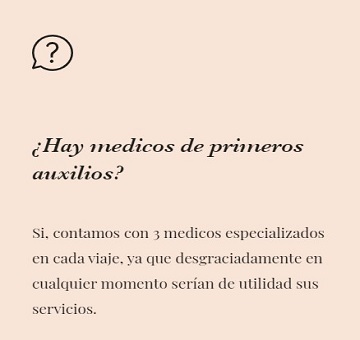 ¿Hay medicos de primeros
auxilios?
Si, contamos con 3 medicos especializados
en cada viaje, ya que desgraciadamente en
cualquier momento serían de utilidad sus
servicios.